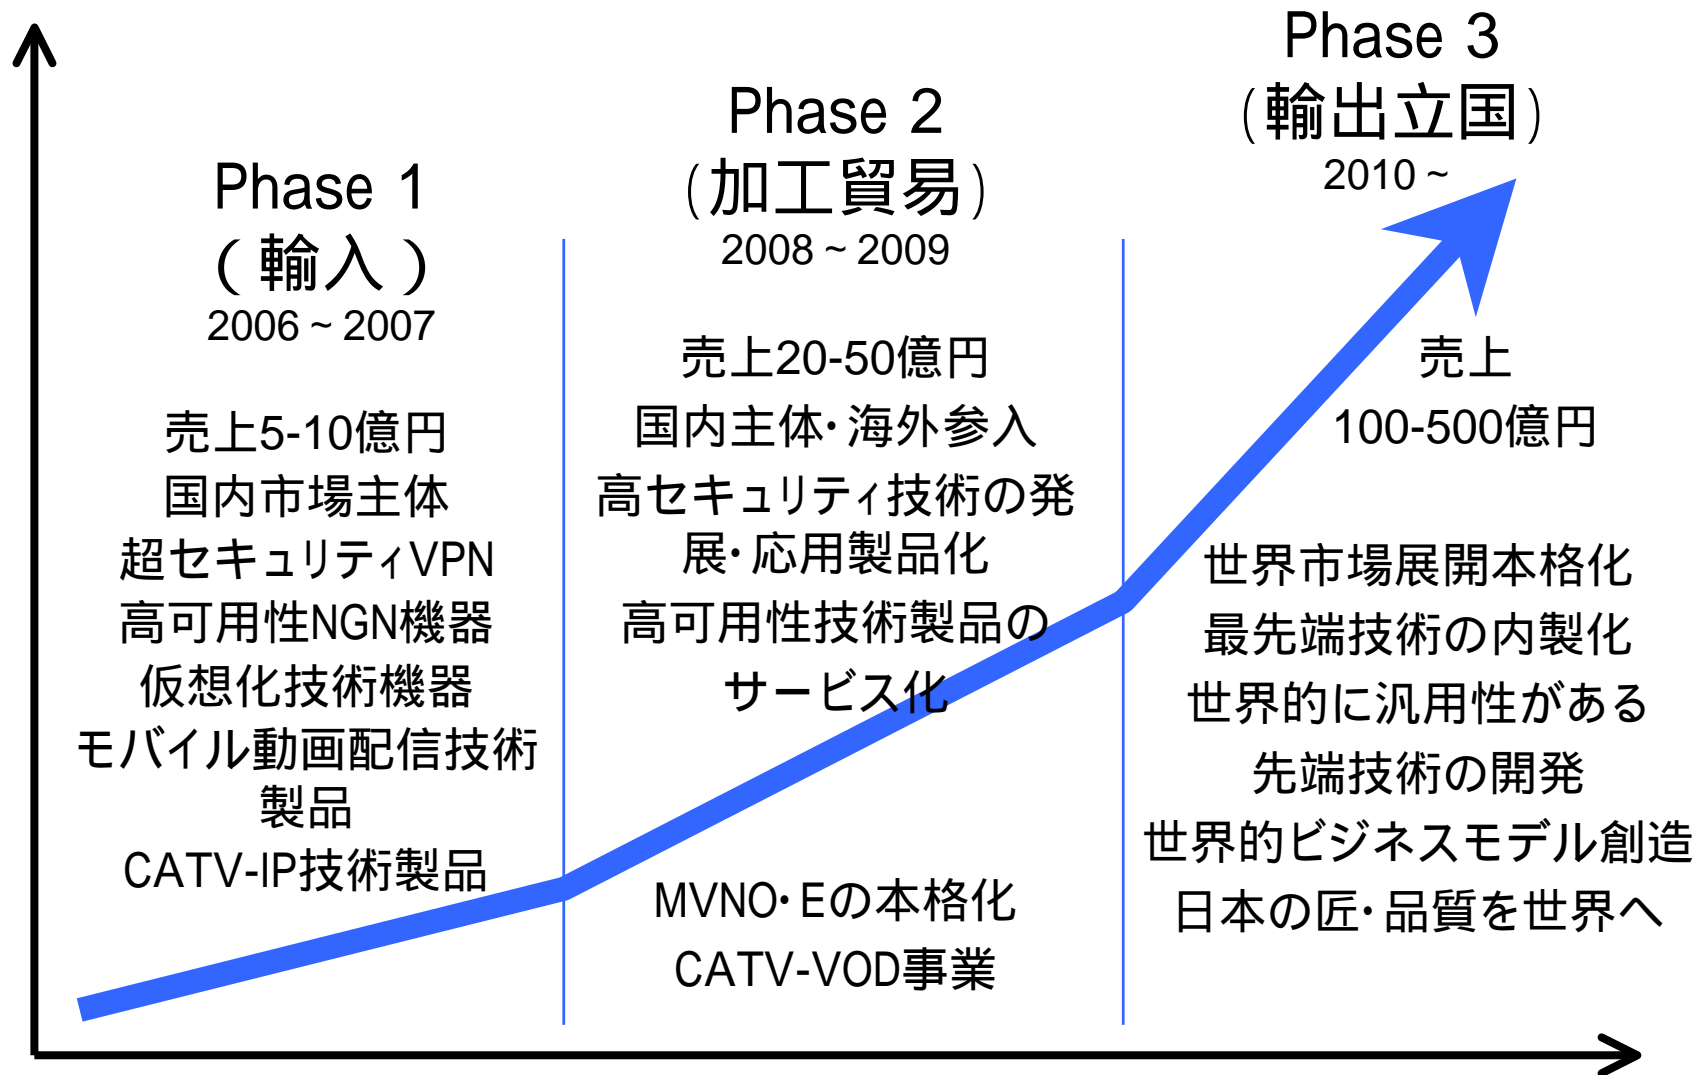 Phase 1
(輸入)
2006 ~ 2007
売上5-10億円
国内市場主体
超セキュリティVPN
高可用性NGN機器
仮想化技術機器
モバイル動画配信技術
製品
CATV-IP技術製品
Phase 2
(加工貿易)
2008 ~ 2009
売上20-50億円
国内主体・海外参入
高セキュリティ技術の発
展・応用製品化
高可用性技術製品の
サービス化
MVNO・Eの本格化
CATV-VOD事業
Phase 3
(輸出立国)
2010 ~
売上
100-500億円
世界市場展開本格化
最先端技術の内製化
世界的に汎用性がある
先端技術の開発
世界的ビジネスモデル創造
日本の匠・品質を世界へ